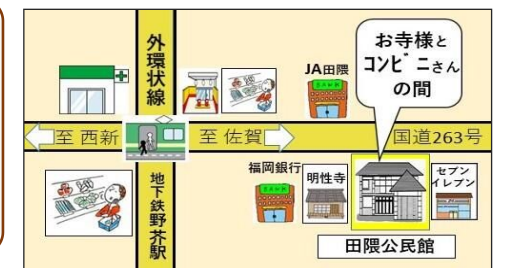 外環状線
お寺様と
コンビニさん
の間
JA田隈
至 西新
至 佐賀
国道263号
地下鉄野芥駅
福岡銀行
BANK
明性寺
セブン
イレブン
田隈公民館